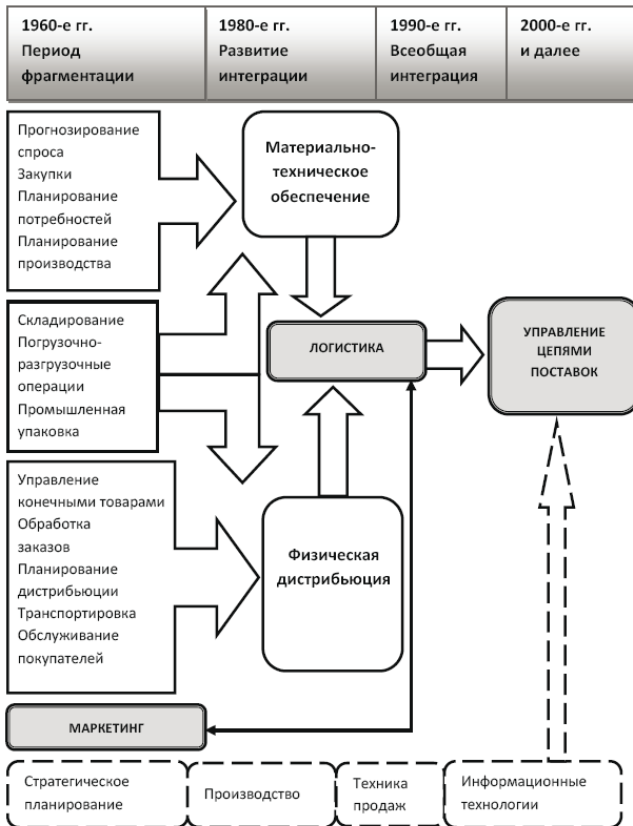 1960-е гг.
Период
фрагментации
1980-е гг.
Развитие
интеграции
1990-е гг.
Всеобщая
интеграция
2000-е гг.
и далее
Прогнозирование
спроса
Закупки
Планирование
потребностей
Планирование
производства
Материально-
техническое
обеспечение
Складирование
Погрузочно-
разгрузочные
операции
Промышленная
упаковка
ЛОГИСТИКА
УПРАВЛЕНИЕ
ЦЕПЯМИ
ПОСТАВОК
Управление
конечными товарами
Обработка
заказов
Планирование
дистрибьюции
Транспортировка
Обслуживание
покупателей
Физическая
дистрибьюция
МАРКЕТИНГ
Стратегическое
планирование
Производство
Техника
продаж
Информационные
технологии